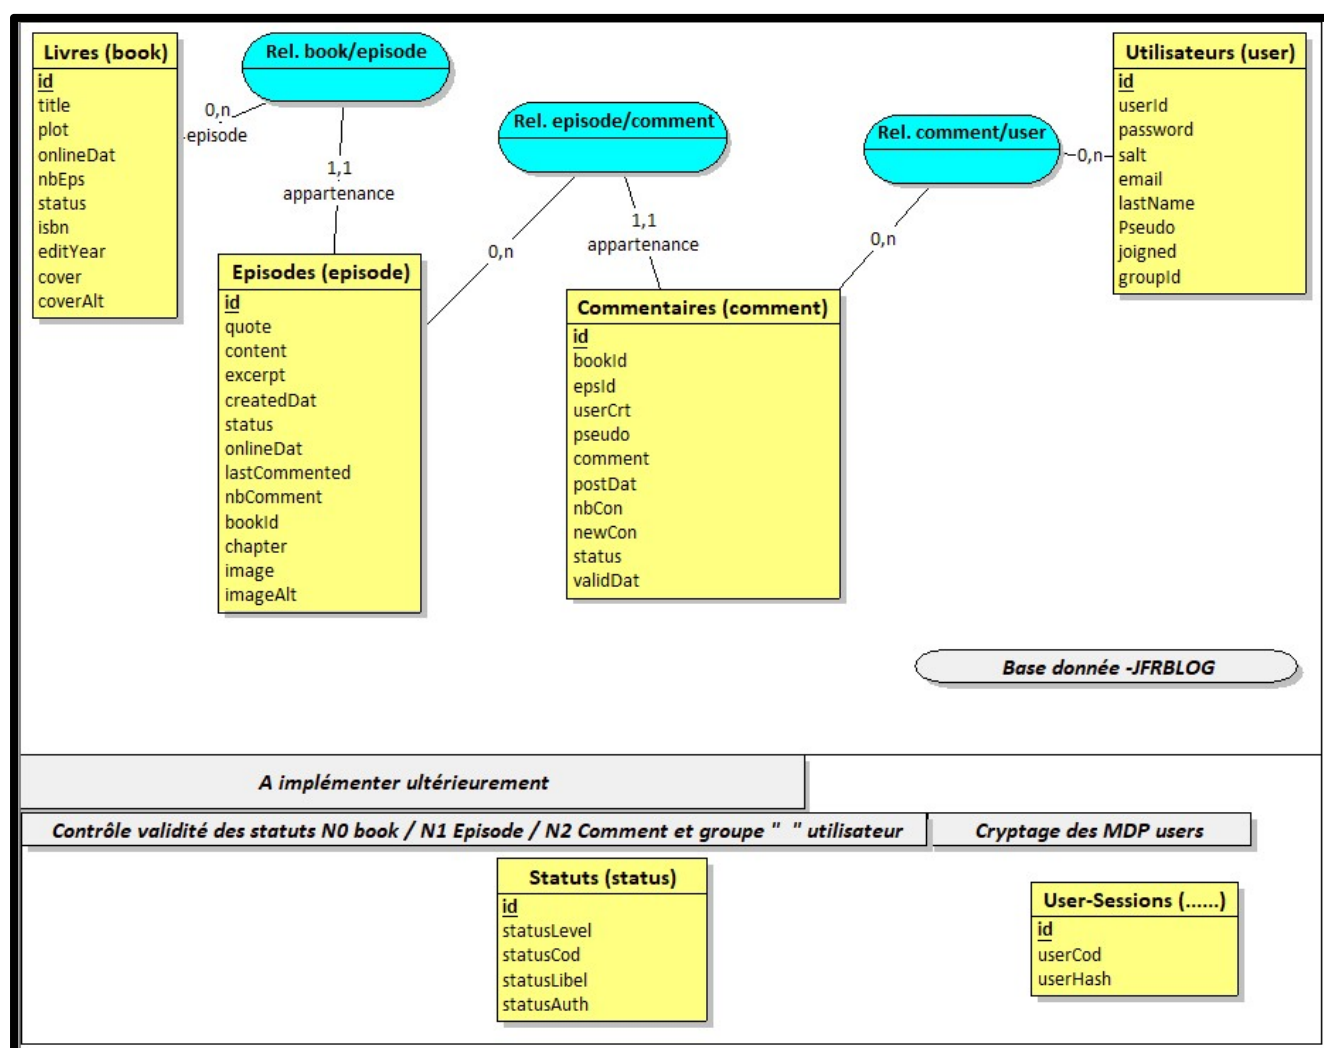 Livres (book)
id
title
plot
onlineDat
nbEps
status
isbn
editYear
cover
coverAlt
0,n
episode
Rel. book/episode
1,1
appartenance
Episodes (episode)
id
quote
content
excerpt
createdDat
status
onlineDat
lastCommented
nbComment
bookId
chapter
image
imageAlt
0,n
Rel. episode/comment
1,1
appartenance
Commentaires (comment)
id
bookId
epsId
userCrt
pseudo
comment
postDat
nbCon
newCon
status
validDat
0,n
Rel. comment/user
0,n
Utilisateurs (user)
id
userId
password
salt
email
lastName
Pseudo
joigned
groupId
Base donnée -JFRBLOG
A implémenter ultérieurement
Contrôle validité des statuts N0 book / N1 Episode / N2 Comment et groupe " " utilisateur
Cryptage des MDP users
Statuts (status)
id
statusLevel
statusCod
statusLibel
statusAuth
User-Sessions (......)
id
userCod
userHash